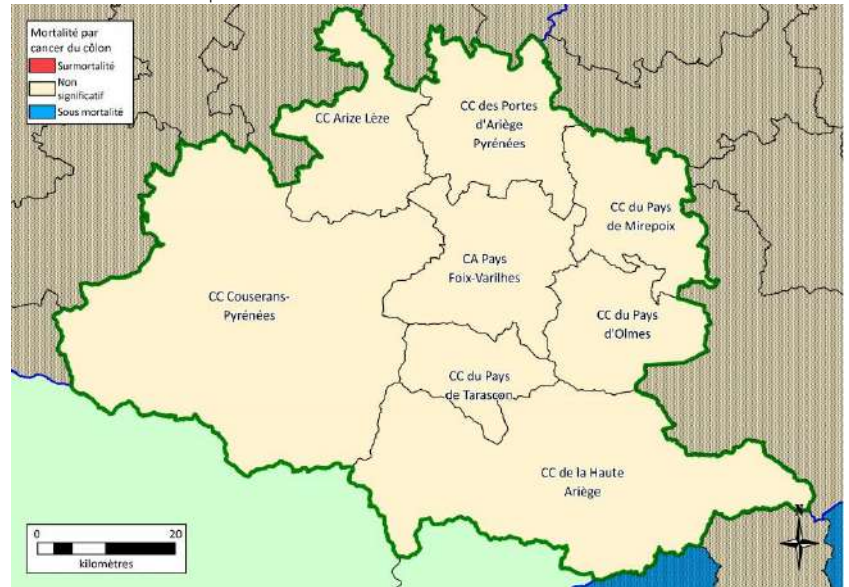 Mortalité par
cancer du côlon
Surmortalité
Non
significatif
Sous mortalité
CC Arize Lèze
CC des Portes
d'Ariège
Pyrénées
CC du Pays
de Mirepoix
CA Pays
Foix-Varilhes
CC Couserans-
Pyrénées
CC du Pays
d'Olmes
CC du Pays
de Tarascon
CC de la Haute
Ariège
0 20
kilomètres
N